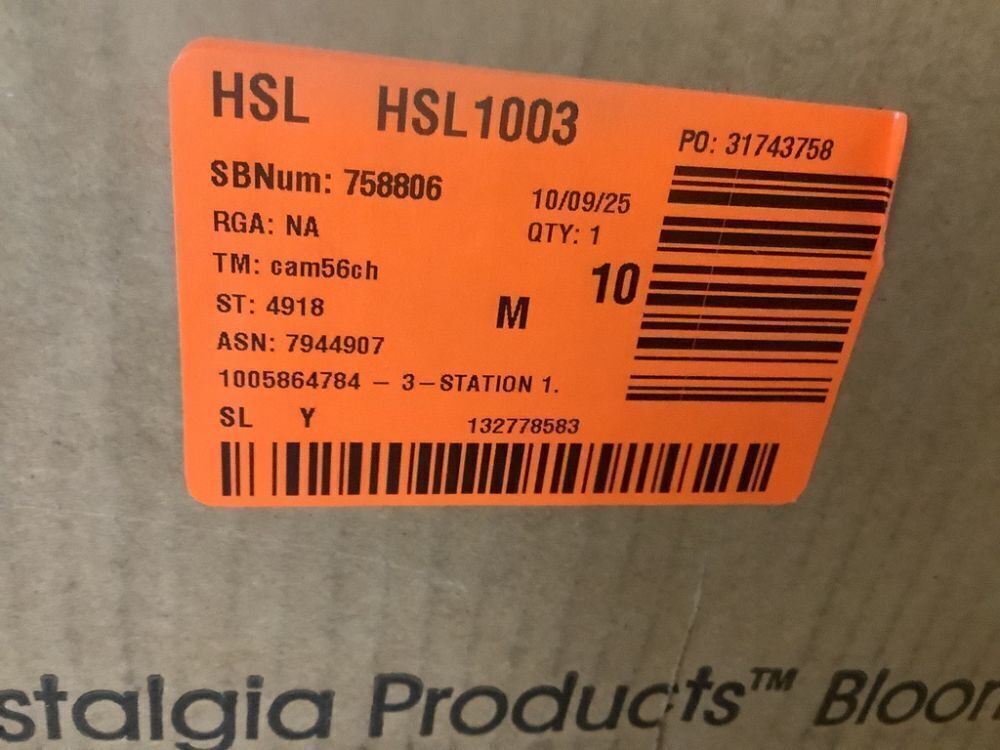 HSL HSL1003
PO: 31743758
SBNum: 758806
10/09/25
RGA: NA
QTY: 1
TM: cam56ch
10
ST: 4918
M
ASN: 7944907
1005864784 – 3–STATION 1.
SL Y
132778583
stalgia Products™ Bloom